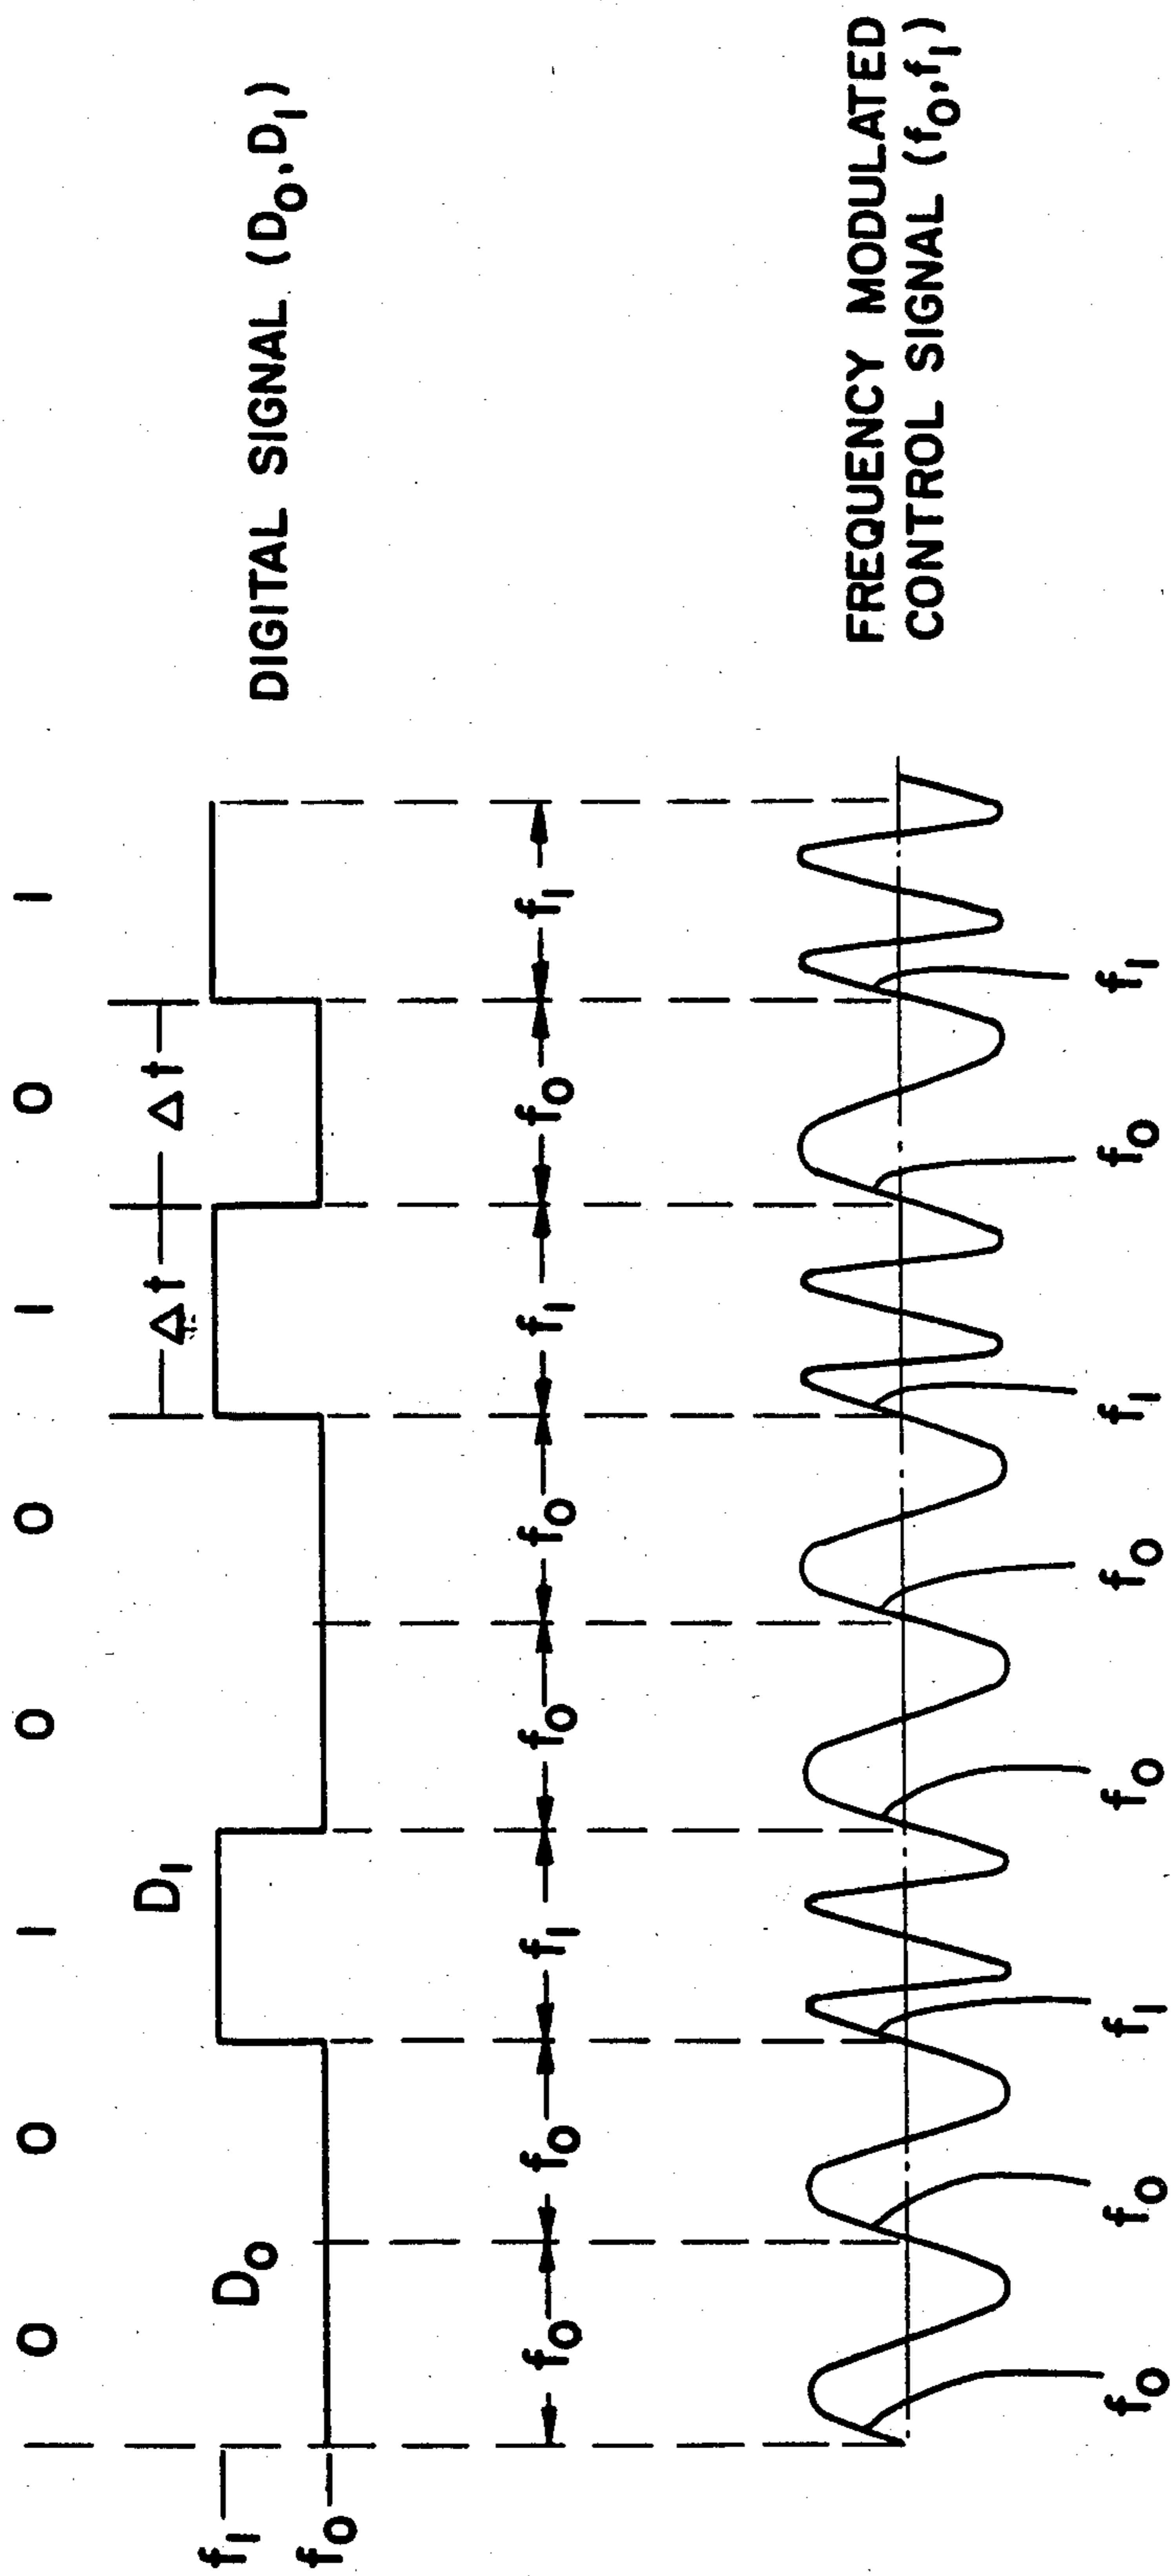 0 0 1 0 0 1 0 1
Δt Δt
f₁
f₀
D₀
D₁
DIGITAL SIGNAL (D₀,D₁)
f₀ f₀ f₁ f₀ f₀ f₁ f₀ f₁
FREQUENCY MODULATED
CONTROL SIGNAL (f₀,f₁)
f₀ f₀ f₁ f₀ f₀ f₁ f₀ f₁